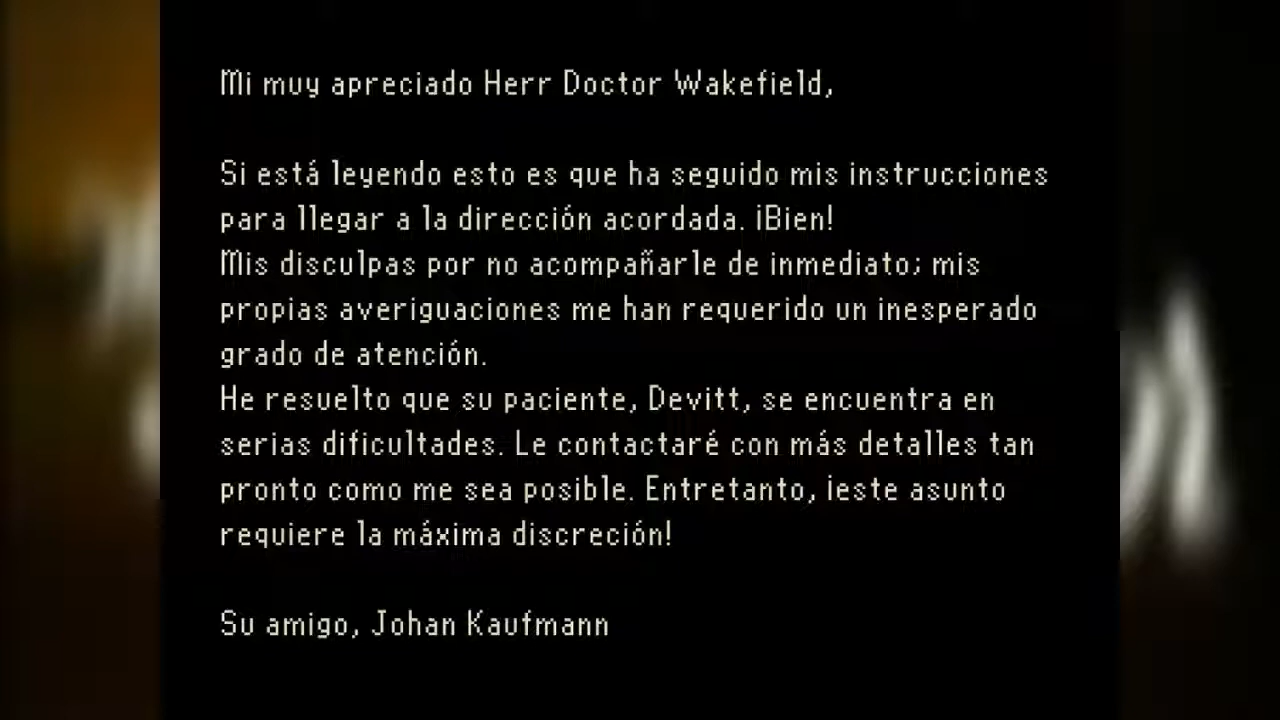 Mi muy apreciado Herr Doctor Wakefield,
Si está leyendo esto es que ha seguido mis instrucciones
para llegar a la dirección acordada. ¡Bien!
Mis disculpas por no acompañarle de inmediato; mis
propias averiguaciones me han requerido un inesperado
grado de atención.
He resuelto que su paciente, Devitt, se encuentra en
serias dificultades. Le contactaré con más detalles tan
pronto como me sea posible. Entretanto, ¡este asunto
requiere la máxima discreción!
Su amigo, Johan Kaufmann